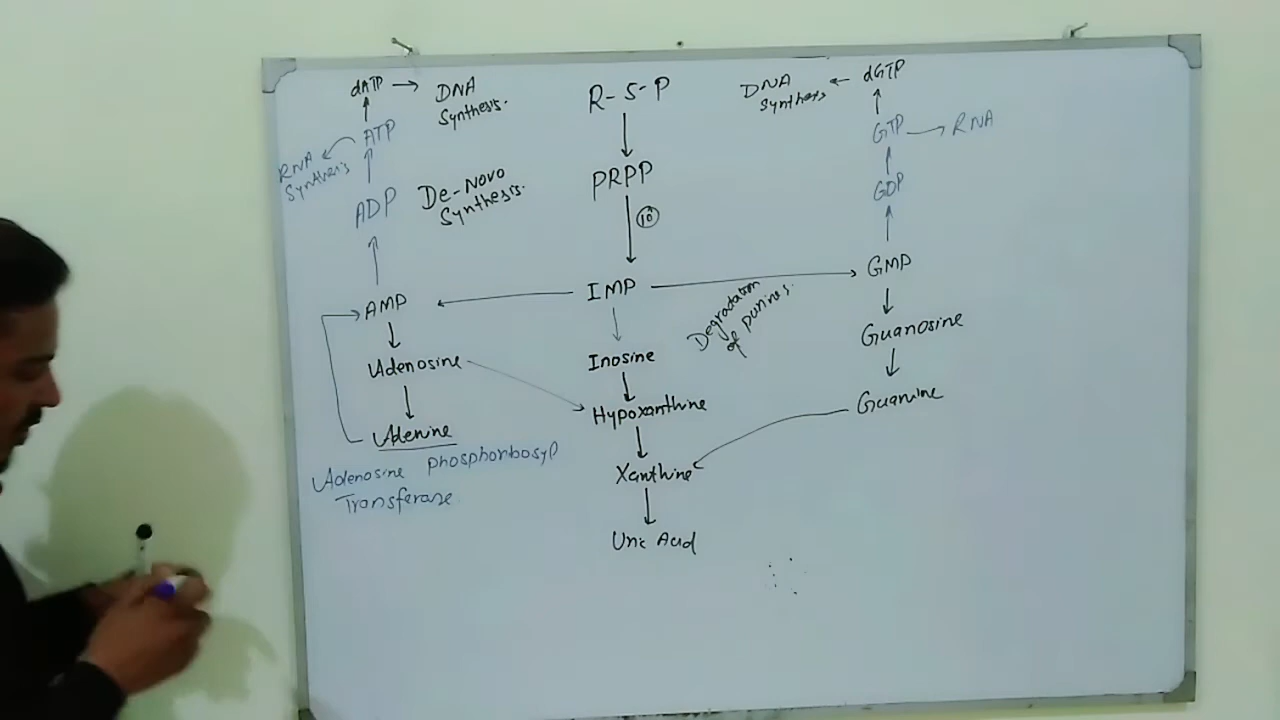 dATP → DNA
Synthesis.
ATP
RNA
Synthesis
ADP
De-Novo
Synthesis.
AMP
Adenosine
Adenine
Adenosine phosphoribosyl
Transferase
R-5-P
PRPP
10
IMP
Inosine
Hypoxanthine
Xanthine
Uric Acid
Degradation
of purines.
DNA ← dGTP
Synthesis
GTP → RNA
GDP
GMP
Guanosine
Guanine